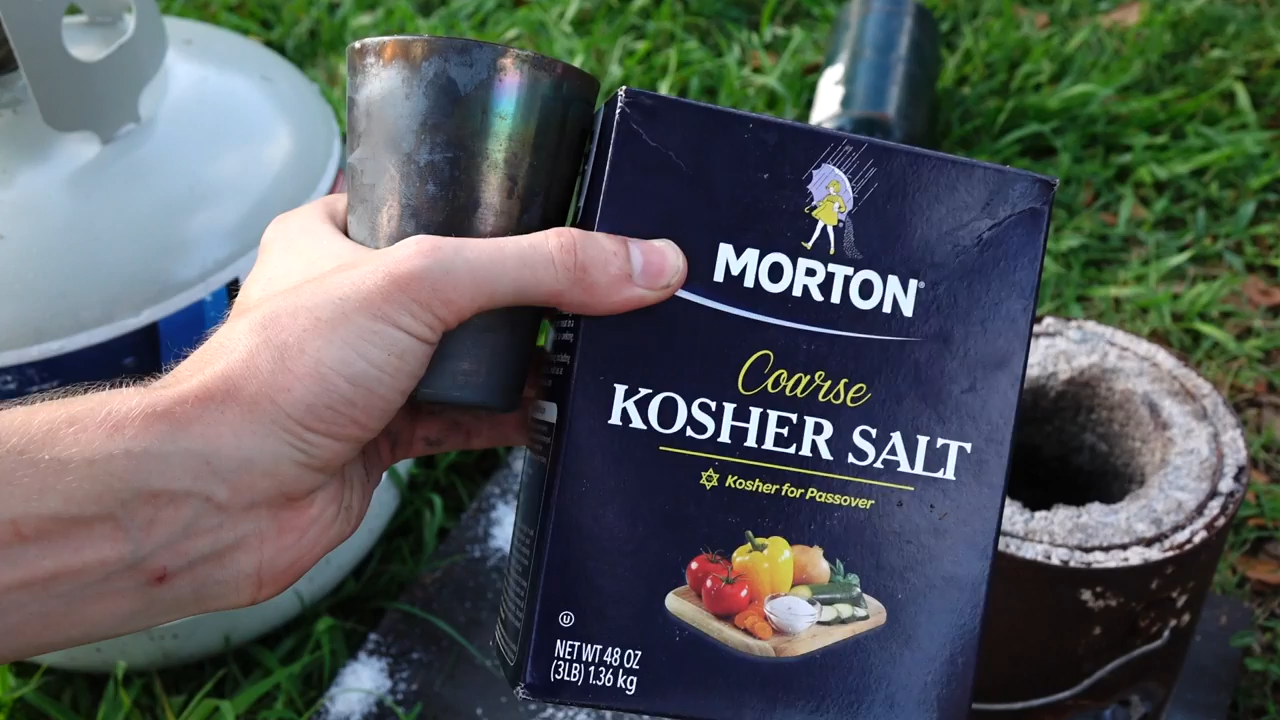 MORTON®
Coarse
KOSHER SALT
Kosher for Passover
U
NET WT 48 OZ
(3LB) 1.36 kg